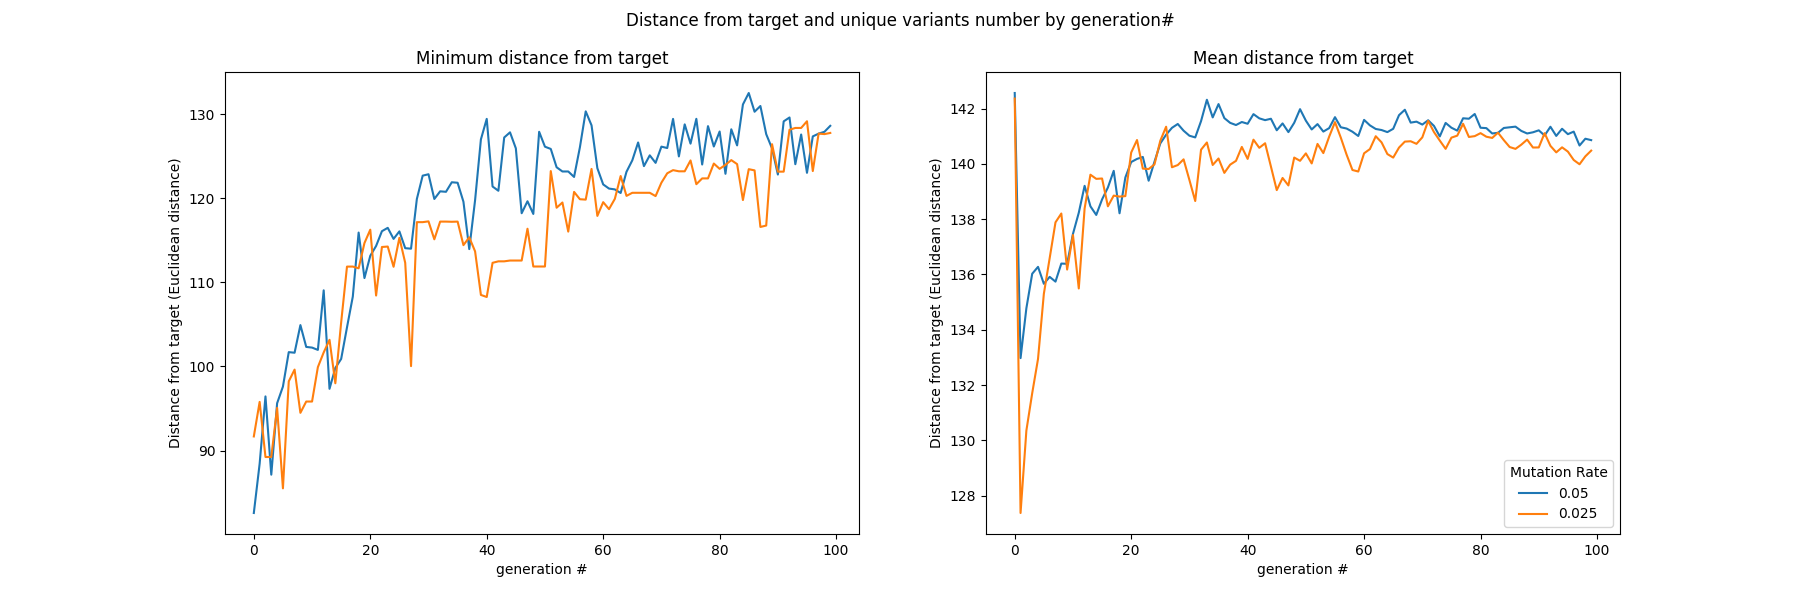 Distance from target and unique variants number by generation#
Minimum distance from target
Distance from target (Euclidean distance)
130
120
110
100
90
0 20 40 60 80 100
generation #
Mean distance from target
Distance from target (Euclidean distance)
142
140
138
136
134
132
130
128
Mutation Rate
0.05
0.025
0 20 40 60 80 100
generation #